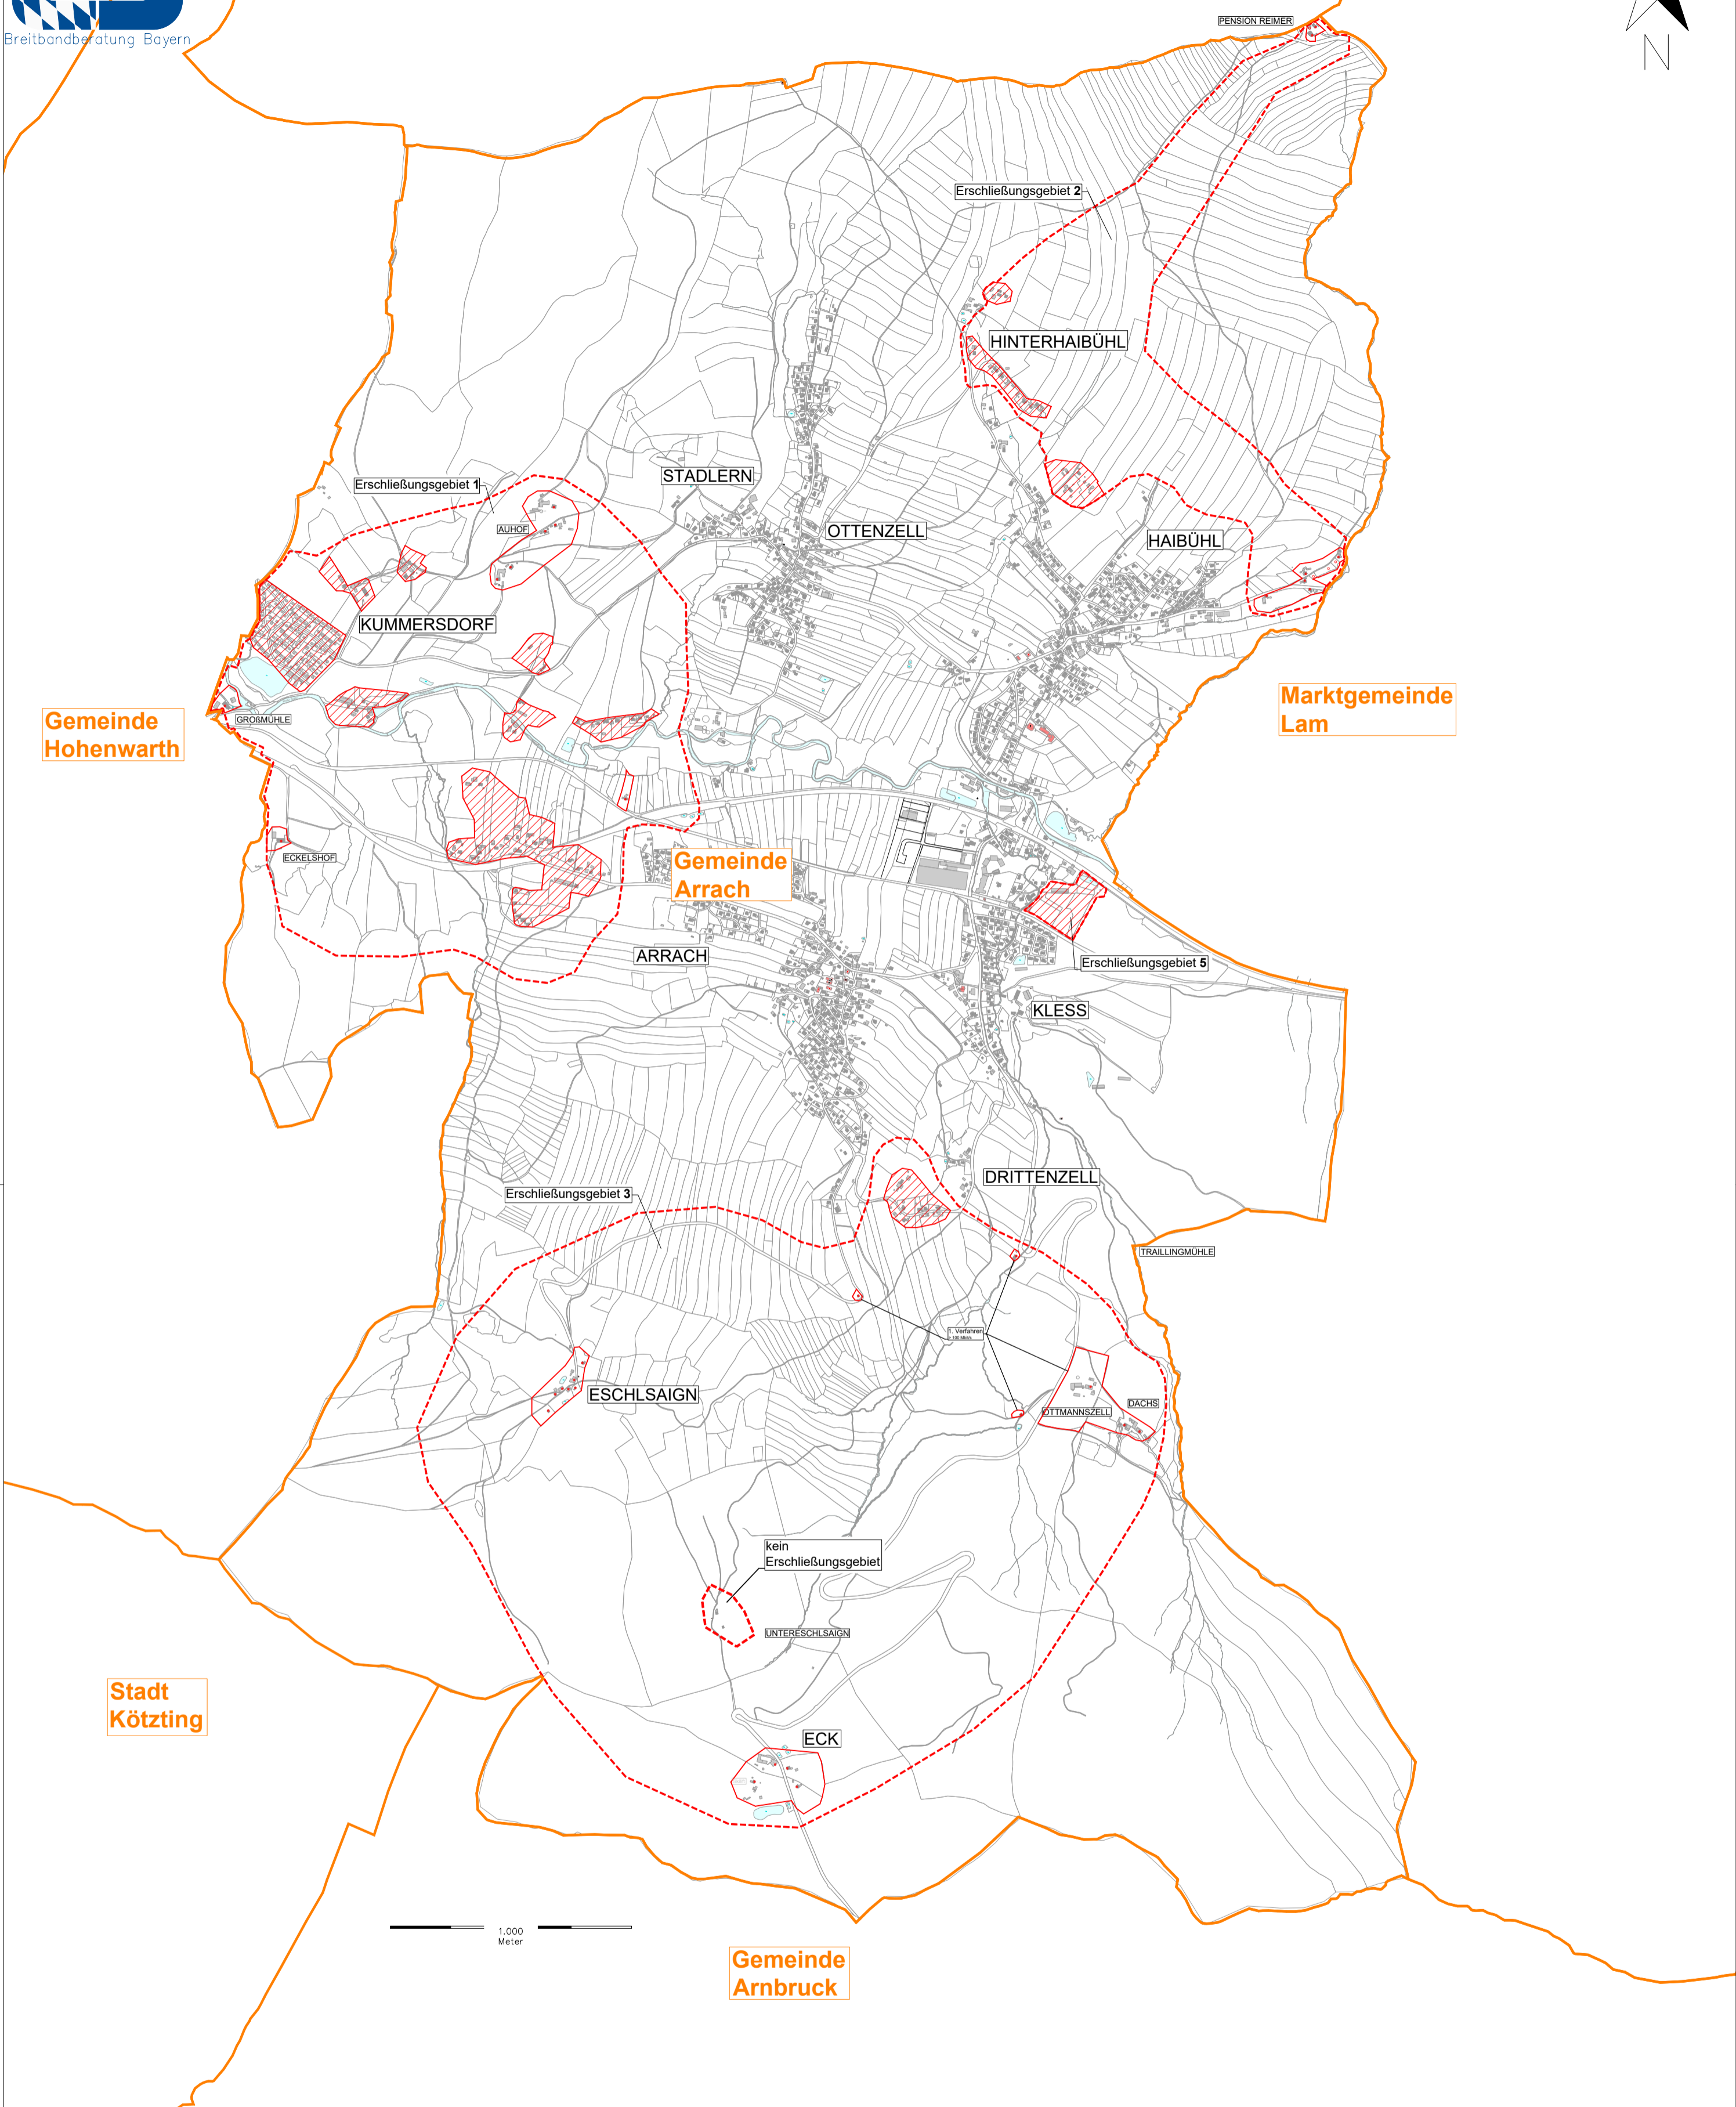 Breitbandberatung Bayern
PENSION REIMER
N
Erschließungsgebiet 2
HINTERHAIBÜHL
STADLERN
Erschließungsgebiet 1
AUHOF
OTTENZELL
HAIBÜHL
KUMMERSDORF
Marktgemeinde
Lam
Gemeinde
Hohenwarth
GROßMÜHLE
ECKELSHOF
Gemeinde
Arrach
ARRACH
Erschließungsgebiet 5
KLESS
DRITTENZELL
Erschließungsgebiet 3
TRAILLINGMÜHLE
1. Verfahren
ESCHLSAIGN
DACHS
OTTMANNSZELL
kein
Erschließungsgebiet
UNTERESCHLSAIGN
Stadt
Kötzting
ECK
1.000
Meter
Gemeinde
Arnbruck